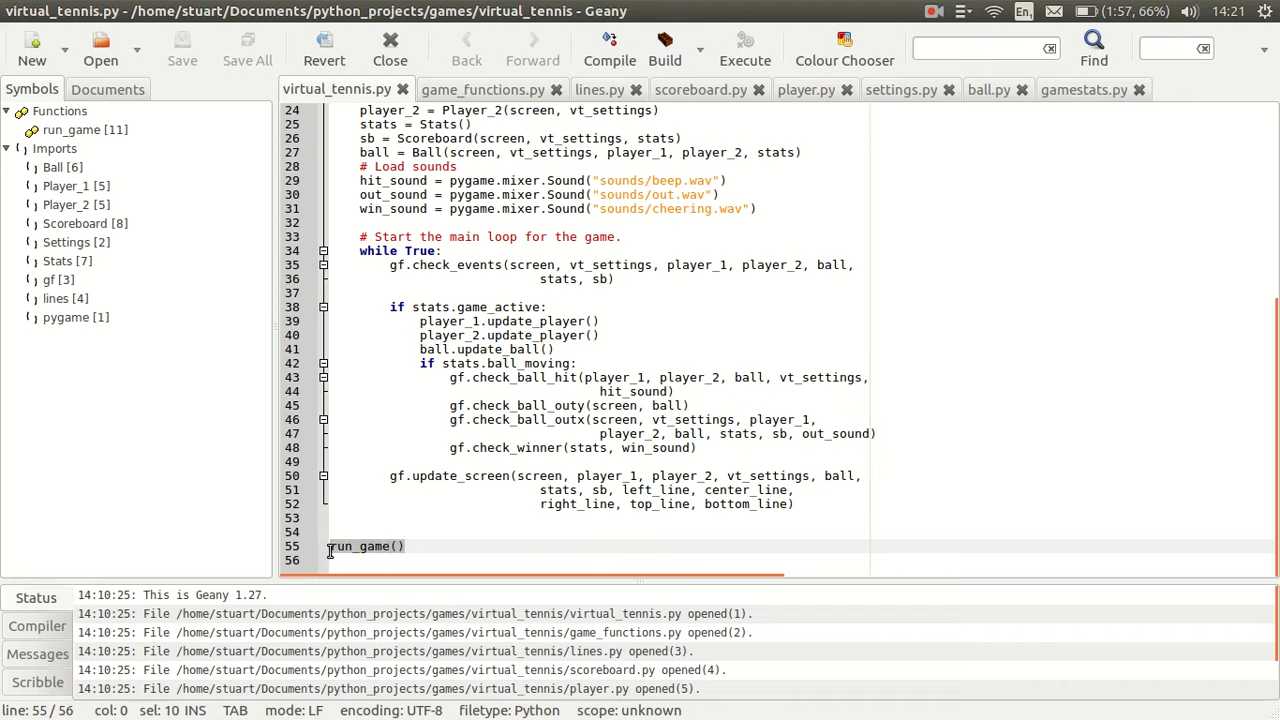 virtual_tennis.py - /home/stuart/Documents/python_projects/games/virtual_tennis - Geany
En1 (1:57, 66%) 14:21
New Open Save Save All Revert Close Back Forward Compile Build Execute Colour Chooser Find
Symbols Documents
virtual_tennis.py game_functions.py lines.py scoreboard.py player.py settings.py ball.py gamestats.py
Functions
run_game [11]
Imports
Ball [6]
Player_1 [5]
Player_2 [5]
Scoreboard [8]
Settings [2]
Stats [7]
gf [3]
lines [4]
pygame [1]
24 player_2 = Player_2(screen, vt_settings)
25 stats = Stats()
26 sb = Scoreboard(screen, vt_settings, stats)
27 ball = Ball(screen, vt_settings, player_1, player_2, stats)
28 # Load sounds
29 hit_sound = pygame.mixer.Sound("sounds/beep.wav")
30 out_sound = pygame.mixer.Sound("sounds/out.wav")
31 win_sound = pygame.mixer.Sound("sounds/cheering.wav")
32
33 # Start the main loop for the game.
34 while True:
35 gf.check_events(screen, vt_settings, player_1, player_2, ball,
36 stats, sb)
37
38 if stats.game_active:
39 player_1.update_player()
40 player_2.update_player()
41 ball.update_ball()
42 if stats.ball_moving:
43 gf.check_ball_hit(player_1, player_2, ball, vt_settings,
44 hit_sound)
45 gf.check_ball_outy(screen, ball)
46 gf.check_ball_outx(screen, vt_settings, player_1,
47 player_2, ball, stats, sb, out_sound)
48 gf.check_winner(stats, win_sound)
49
50 gf.update_screen(screen, player_1, player_2, vt_settings, ball,
51 stats, sb, left_line, center_line,
52 right_line, top_line, bottom_line)
53
54
55 run_game()
56
Status
Compiler
Messages
Scribble
14:10:25: This is Geany 1.27.
14:10:25: File /home/stuart/Documents/python_projects/games/virtual_tennis/virtual_tennis.py opened(1).
14:10:25: File /home/stuart/Documents/python_projects/games/virtual_tennis/game_functions.py opened(2).
14:10:25: File /home/stuart/Documents/python_projects/games/virtual_tennis/lines.py opened(3).
14:10:25: File /home/stuart/Documents/python_projects/games/virtual_tennis/scoreboard.py opened(4).
14:10:25: File /home/stuart/Documents/python_projects/games/virtual_tennis/player.py opened(5).
line: 55 / 56 col: 0 sel: 10 INS TAB mode: LF encoding: UTF-8 filetype: Python scope: unknown